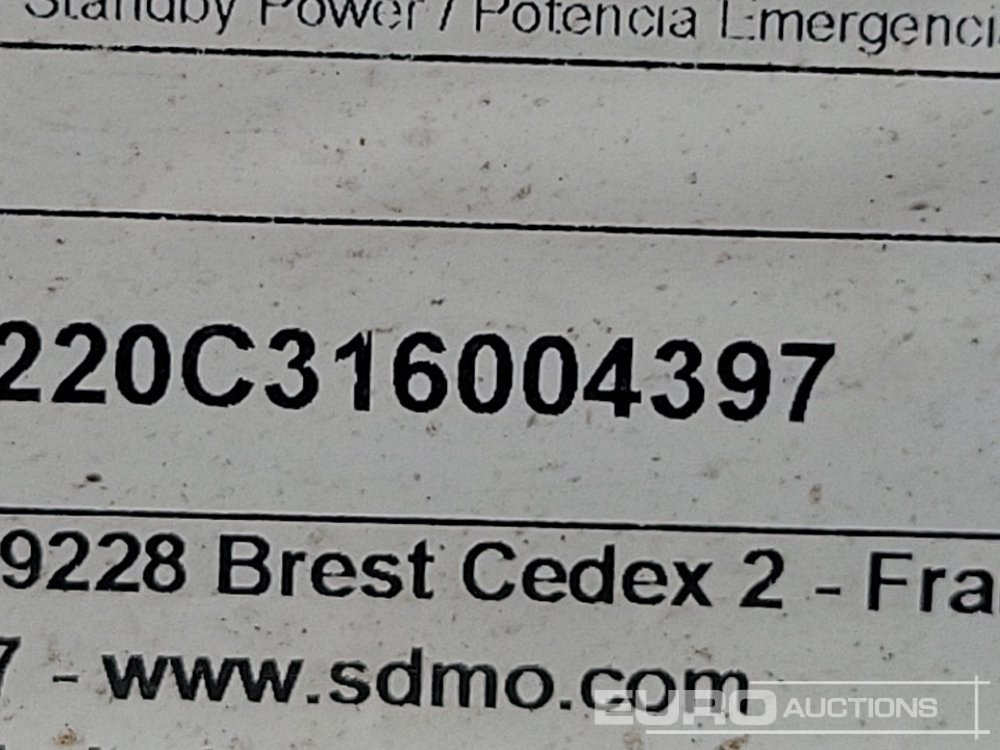 Standby Power / Potencia Emergenci
220C316004397
9228 Brest Cedex 2 - Fra
7 - www.sdmo.com
EURO AUCTIONS